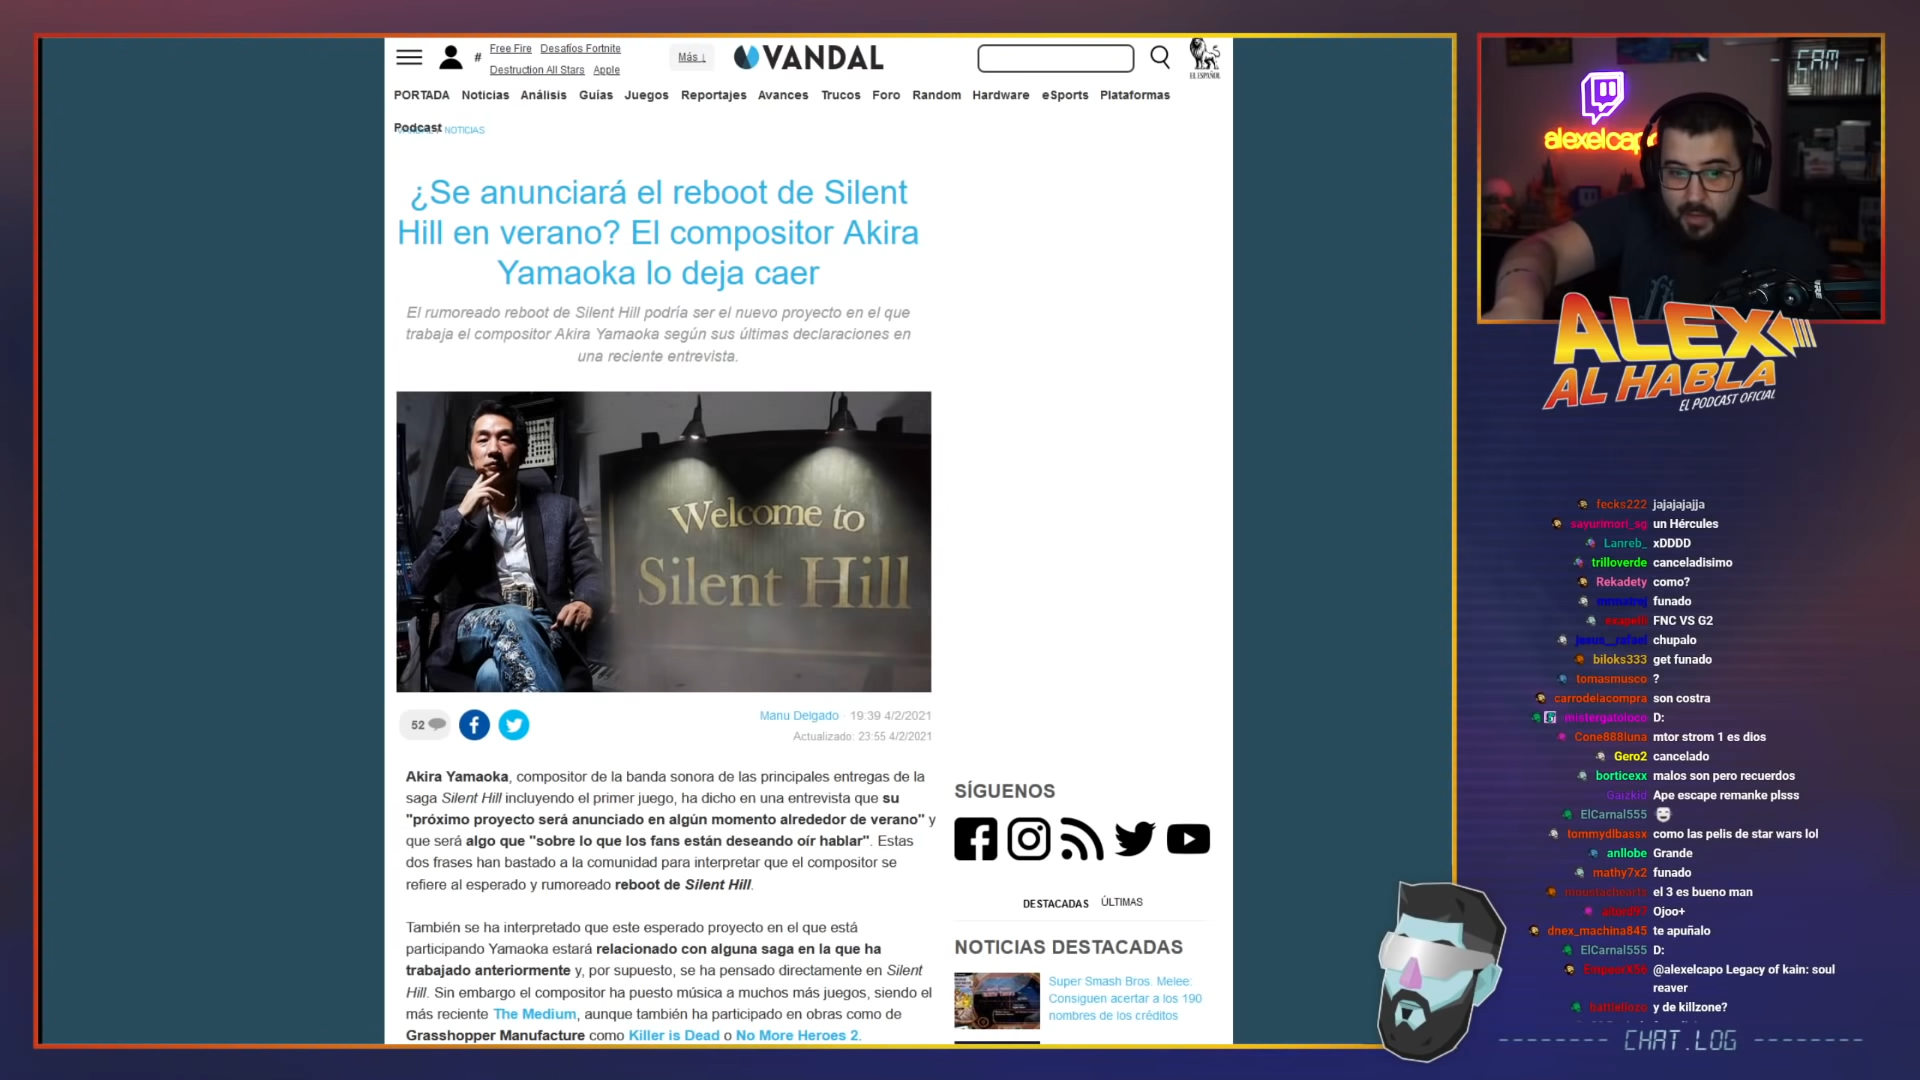 # Free Fire Desafíos Fortnite
Destruction All Stars Apple
Más ↓
VANDAL
EL ESPAÑOL
PORTADA Noticias Análisis Guías Juegos Reportajes Avances Trucos Foro Random Hardware eSports Plataformas
Podcast NOTICIAS
¿Se anunciará el reboot de Silent
Hill en verano? El compositor Akira
Yamaoka lo deja caer
El rumoreado reboot de Silent Hill podría ser el nuevo proyecto en el que
trabaja el compositor Akira Yamaoka según sus últimas declaraciones en
una reciente entrevista.
Welcome to
Silent Hill
52
Manu Delgado · 19:39 4/2/2021
Actualizado: 23:55 4/2/2021
Akira Yamaoka, compositor de la banda sonora de las principales entregas de la
saga Silent Hill incluyendo el primer juego, ha dicho en una entrevista que su
"próximo proyecto será anunciado en algún momento alrededor de verano" y
que será algo que "sobre lo que los fans están deseando oír hablar". Estas
dos frases han bastado a la comunidad para interpretar que el compositor se
refiere al esperado y rumoreado reboot de Silent Hill.
También se ha interpretado que este esperado proyecto en el que está
participando Yamaoka estará relacionado con alguna saga en la que ha
trabajado anteriormente y, por supuesto, se ha pensado directamente en Silent
Hill. Sin embargo el compositor ha puesto música a muchos más juegos, siendo el
más reciente The Medium, aunque también ha participado en obras como de
Grasshopper Manufacture como Killer is Dead o No More Heroes 2.
SÍGUENOS
DESTACADAS ÚLTIMAS
NOTICIAS DESTACADAS
Super Smash Bros. Melee:
Consiguen acertar a los 190
nombres de los créditos
CAM
alexelcapo
ALEX
AL HABLA
EL PODCAST OFICIAL
fecks222 jajajajajja
sayurimori_sg un Hércules
Lanreb_ xDDDD
trilloverde canceladisimo
Rekadety como?
funado
FNC VS G2
jesus__rafael chupalo
biloks333 get funado
tomasmusco ?
carrodelacompra son costra
mistergatoloco D:
Cone888luna mtor strom 1 es dios
Gero2 cancelado
borticexx malos son pero recuerdos
Gaizkid Ape escape remanke plsss
ElCarnal555
tommydlbassx como las pelis de star wars lol
anllobe Grande
mathy7x2 funado
moustachearts el 3 es bueno man
Ojoo+
dnex_machina845 te apuñalo
ElCarnal555 D:
@alexelcapo Legacy of kain: soul
reaver
y de killzone?
CHAT.LOG